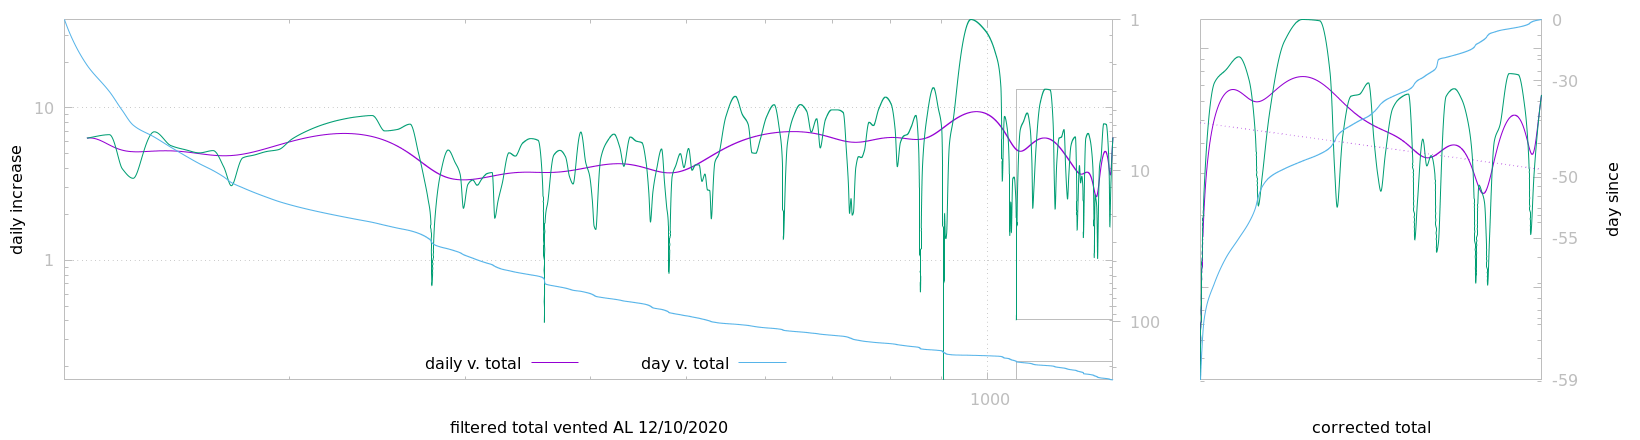 1
0
10
-30
daily increase
10
-50
day since
1
-55
100
daily v. total
day v. total
-59
1000
filtered total vented AL 12/10/2020
corrected total